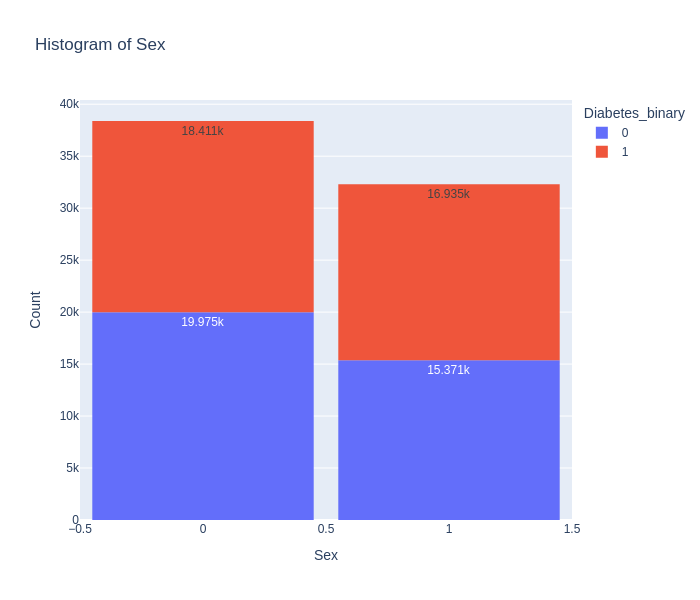 Histogram of Sex
Diabetes_binary
0
1
40k
35k
30k
25k
20k
15k
10k
5k
0
Count
18.411k
19.975k
16.935k
15.371k
−0.5
0
0.5
1
1.5
Sex